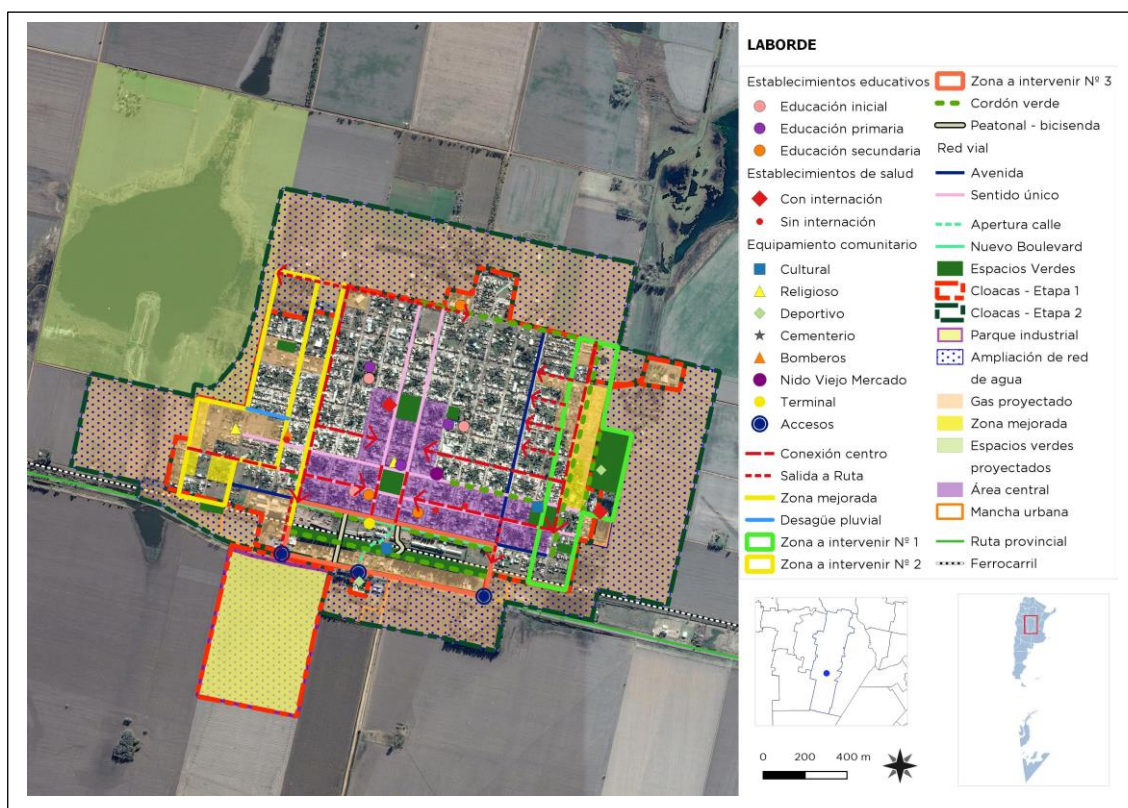 LABORDE
Establecimientos educativos
Educación inicial
Educación primaria
Educación secundaria
Establecimientos de salud
Con internación
Sin internación
Equipamiento comunitario
Cultural
Religioso
Deportivo
Cementerio
Bomberos
Nido Viejo Mercado
Terminal
Accesos
Conexión centro
Salida a Ruta
Zona mejorada
Desagüe pluvial
Zona a intervenir Nº 1
Zona a intervenir Nº 2
Zona a intervenir Nº 3
Cordón verde
Peatonal - bicisenda
Red vial
Avenida
Sentido único
Apertura calle
Nuevo Boulevard
Espacios Verdes
Cloacas - Etapa 1
Cloacas - Etapa 2
Parque industrial
Ampliación de red
de agua
Gas proyectado
Zona mejorada
Espacios verdes
proyectados
Área central
Mancha urbana
Ruta provincial
Ferrocarril
0 200 400 m